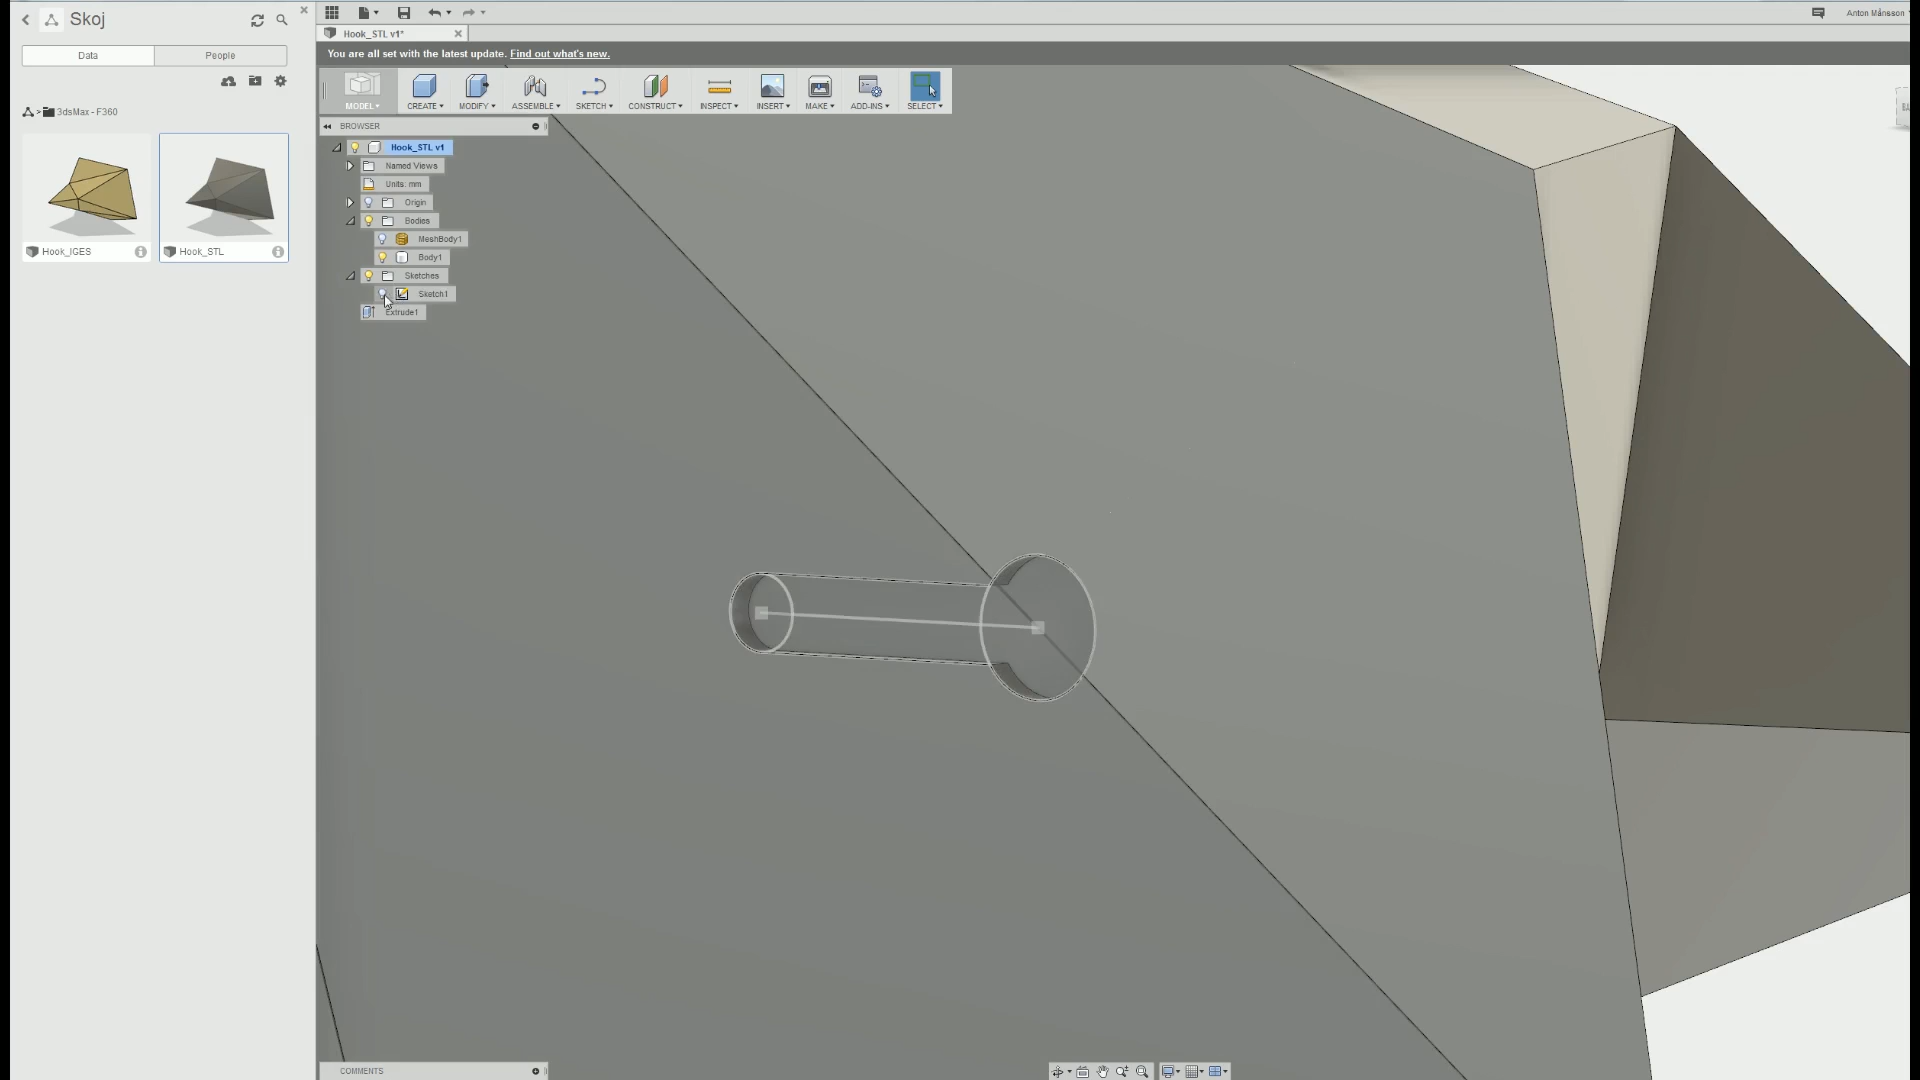 Skoj
Anton Månsson
Data
People
Hook_STL v1*
You are all set with the latest update. Find out what's new.
MODEL
CREATE
MODIFY
ASSEMBLE
SKETCH
CONSTRUCT
INSPECT
INSERT
MAKE
ADD-INS
SELECT
> 3dsMax - F360
BROWSER
Hook_STL v1
Named Views
Units: mm
Origin
Bodies
MeshBody1
Body1
Sketches
Sketch1
Extrude1
Hook_IGES
Hook_STL
COMMENTS